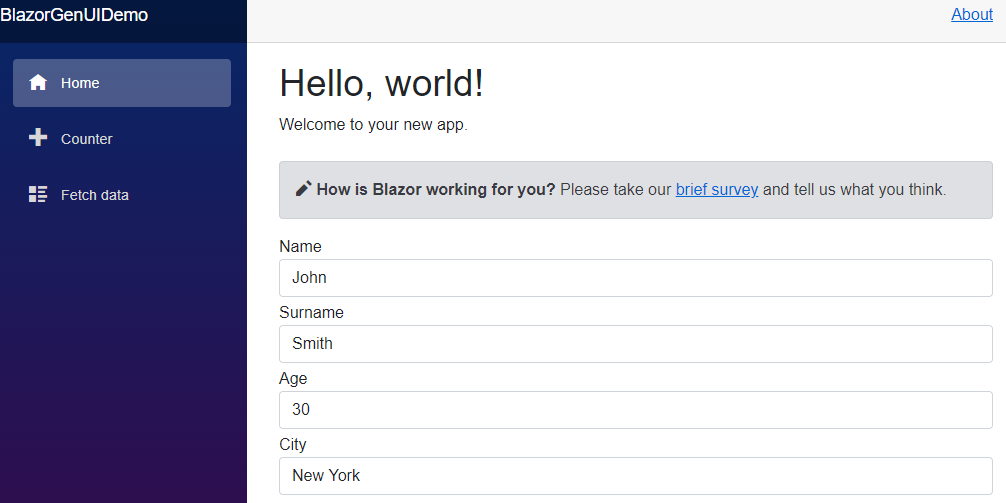 BlazorGenUIDemo
About
Home
Counter
Fetch data
Hello, world!
Welcome to your new app.
How is Blazor working for you? Please take our brief survey and tell us what you think.
Name
John
Surname
Smith
Age
30
City
New York